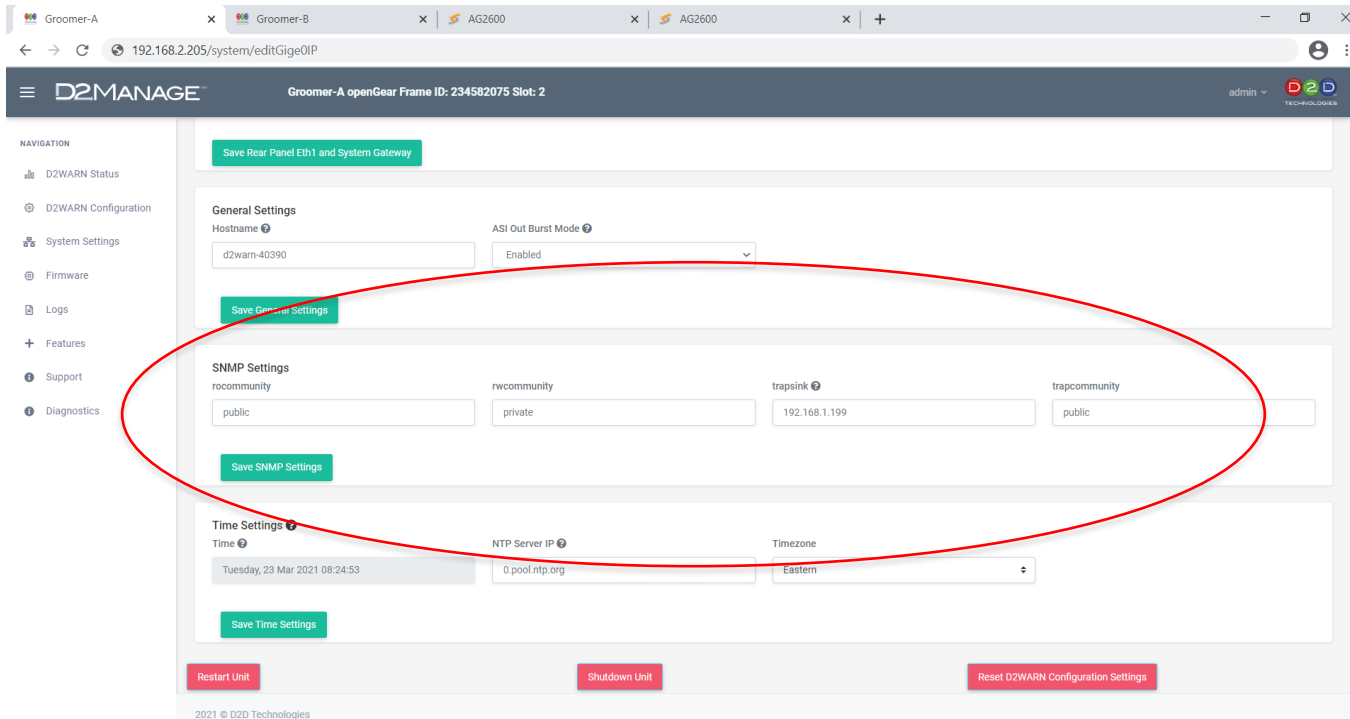 Groomer-A
Groomer-B
AG2600
AG2600
192.168.2.205/system/editGige0IP
D2MANAGE™
Groomer-A openGear Frame ID: 234582075 Slot: 2
admin
D2D
TECHNOLOGIES
NAVIGATION
D2WARN Status
D2WARN Configuration
System Settings
Firmware
Logs
Features
Support
Diagnostics
Save Rear Panel Eth1 and System Gateway
General Settings
Hostname
ASI Out Burst Mode
d2warn-40390
Enabled
Save General Settings
SNMP Settings
rocommunity
rwcommunity
trapsink
trapcommunity
public
private
192.168.1.199
public
Save SNMP Settings
Time Settings
Time
NTP Server IP
Timezone
Tuesday, 23 Mar 2021 08:24:53
0.pool.ntp.org
Eastern
Save Time Settings
Restart Unit
Shutdown Unit
Reset D2WARN Configuration Settings
2021 © D2D Technologies